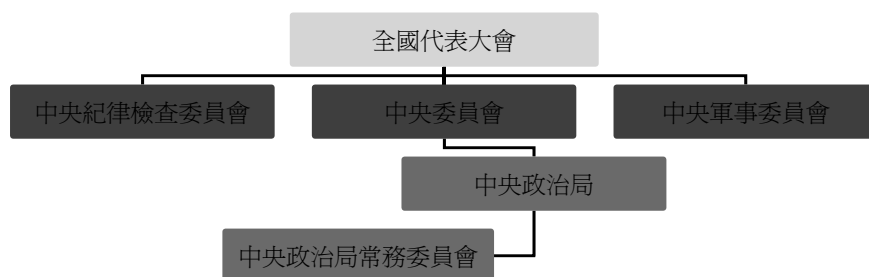 全國代表大會
中央紀律檢查委員會
中央委員會
中央軍事委員會
中央政治局
中央政治局常務委員會